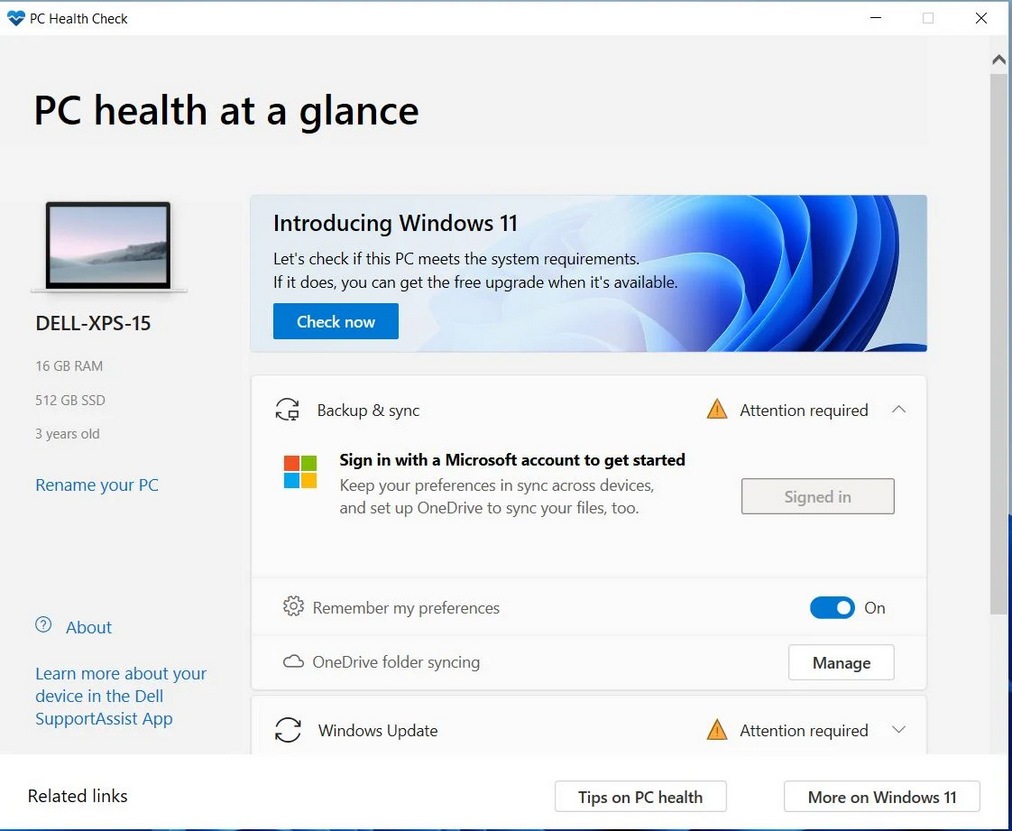 PC Health Check
PC health at a glance
DELL-XPS-15
16 GB RAM
512 GB SSD
3 years old
Rename your PC
About
Learn more about your
device in the Dell
SupportAssist App
Introducing Windows 11
Let's check if this PC meets the system requirements.
If it does, you can get the free upgrade when it's available.
Check now
Backup & sync
Attention required
Sign in with a Microsoft account to get started
Keep your preferences in sync across devices,
and set up OneDrive to sync your files, too.
Signed in
Remember my preferences
On
OneDrive folder syncing
Manage
Windows Update
Attention required
Related links
Tips on PC health
More on Windows 11